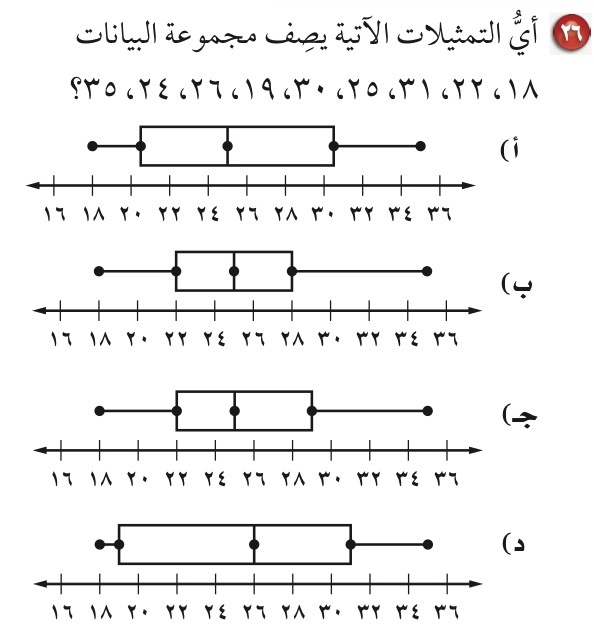 ٣٦ أيُّ التمثيلات الآتية يصِف مجموعة البيانات
١٨، ٢٢، ٣١، ٢٥، ٣٠، ١٩، ٢٦، ٢٤، ٣٥؟
أ)
١٦ ١٨ ٢٠ ٢٢ ٢٤ ٢٦ ٢٨ ٣٠ ٣٢ ٣٤ ٣٦
ب)
١٦ ١٨ ٢٠ ٢٢ ٢٤ ٢٦ ٢٨ ٣٠ ٣٢ ٣٤ ٣٦
جـ)
١٦ ١٨ ٢٠ ٢٢ ٢٤ ٢٦ ٢٨ ٣٠ ٣٢ ٣٤ ٣٦
د)
١٦ ١٨ ٢٠ ٢٢ ٢٤ ٢٦ ٢٨ ٣٠ ٣٢ ٣٤ ٣٦